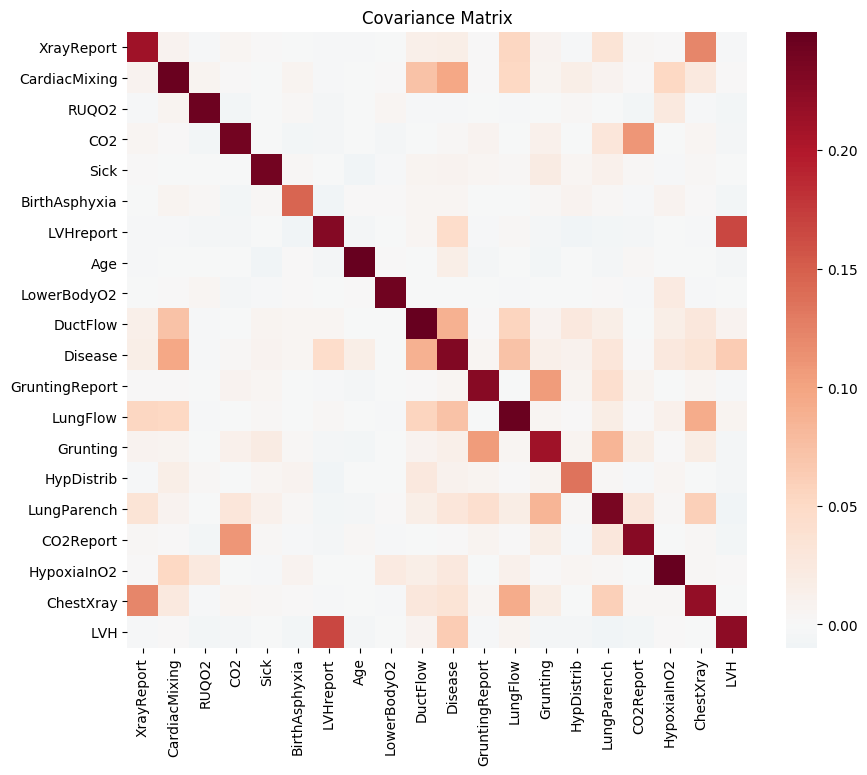 Covariance Matrix
XrayReport
CardiacMixing
RUQO2
CO2
Sick
BirthAsphyxia
LVHreport
Age
LowerBodyO2
DuctFlow
Disease
GruntingReport
LungFlow
Grunting
HypDistrib
LungParench
CO2Report
HypoxiaInO2
ChestXray
LVH
XrayReport
CardiacMixing
RUQO2
CO2
Sick
BirthAsphyxia
LVHreport
Age
LowerBodyO2
DuctFlow
Disease
GruntingReport
LungFlow
Grunting
HypDistrib
LungParench
CO2Report
HypoxiaInO2
ChestXray
LVH
0.20
0.15
0.10
0.05
0.00